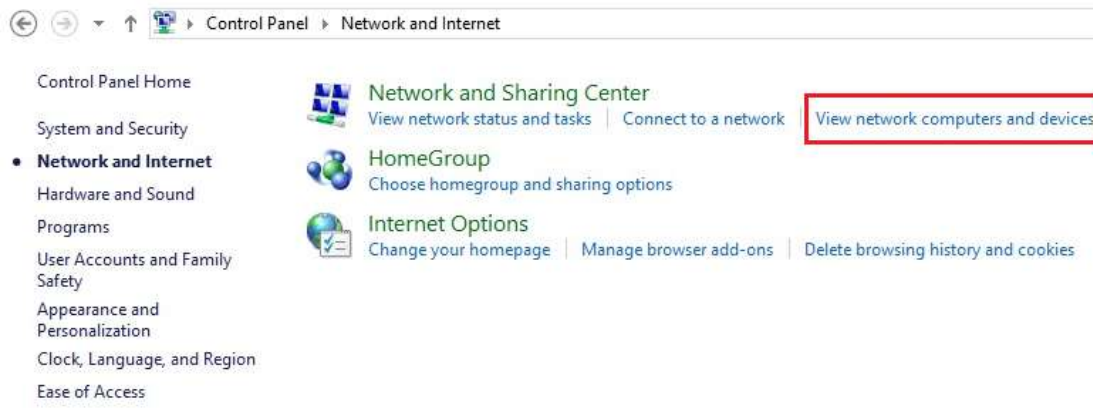 Control Panel Network and Internet
Control Panel Home
System and Security
Network and Internet
Hardware and Sound
Programs
User Accounts and Family
Safety
Appearance and
Personalization
Clock, Language, and Region
Ease of Access
Network and Sharing Center
View network status and tasks Connect to a network View network computers and devices
HomeGroup
Choose homegroup and sharing options
Internet Options
Change your homepage Manage browser add-ons Delete browsing history and cookies